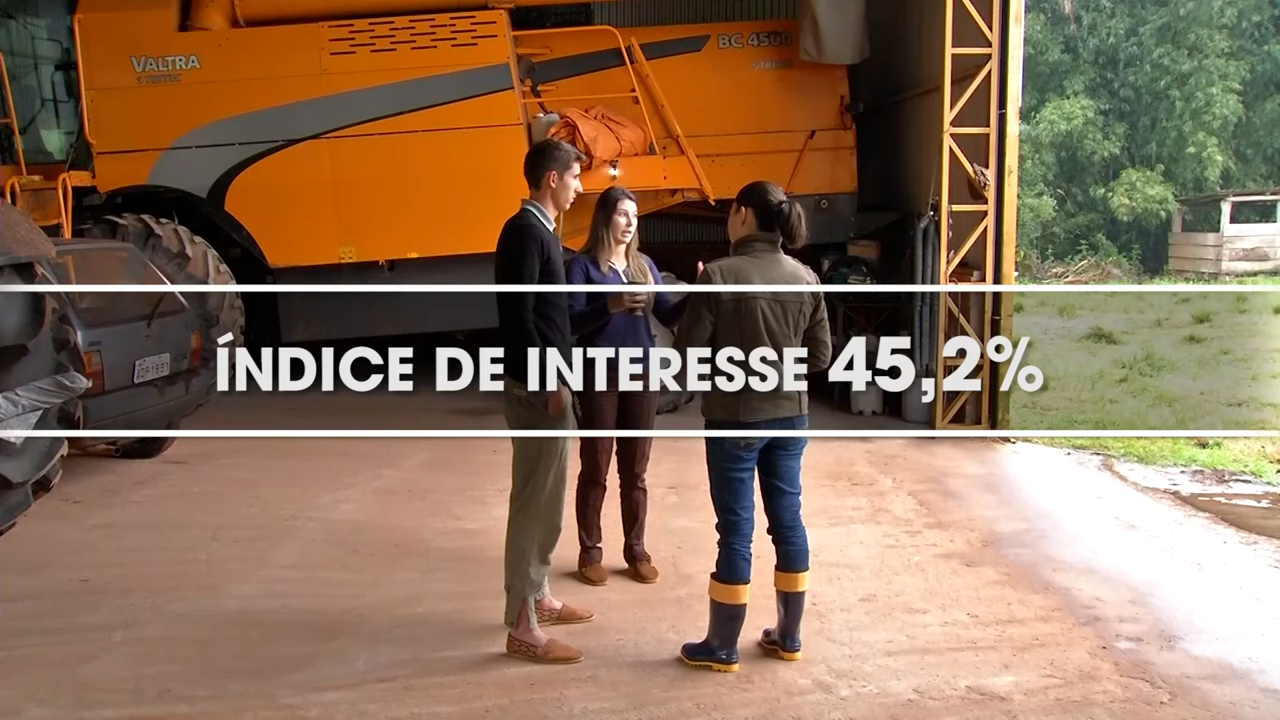 VALTRA
BC 4500
ÍNDICE DE INTERESSE 45,2%